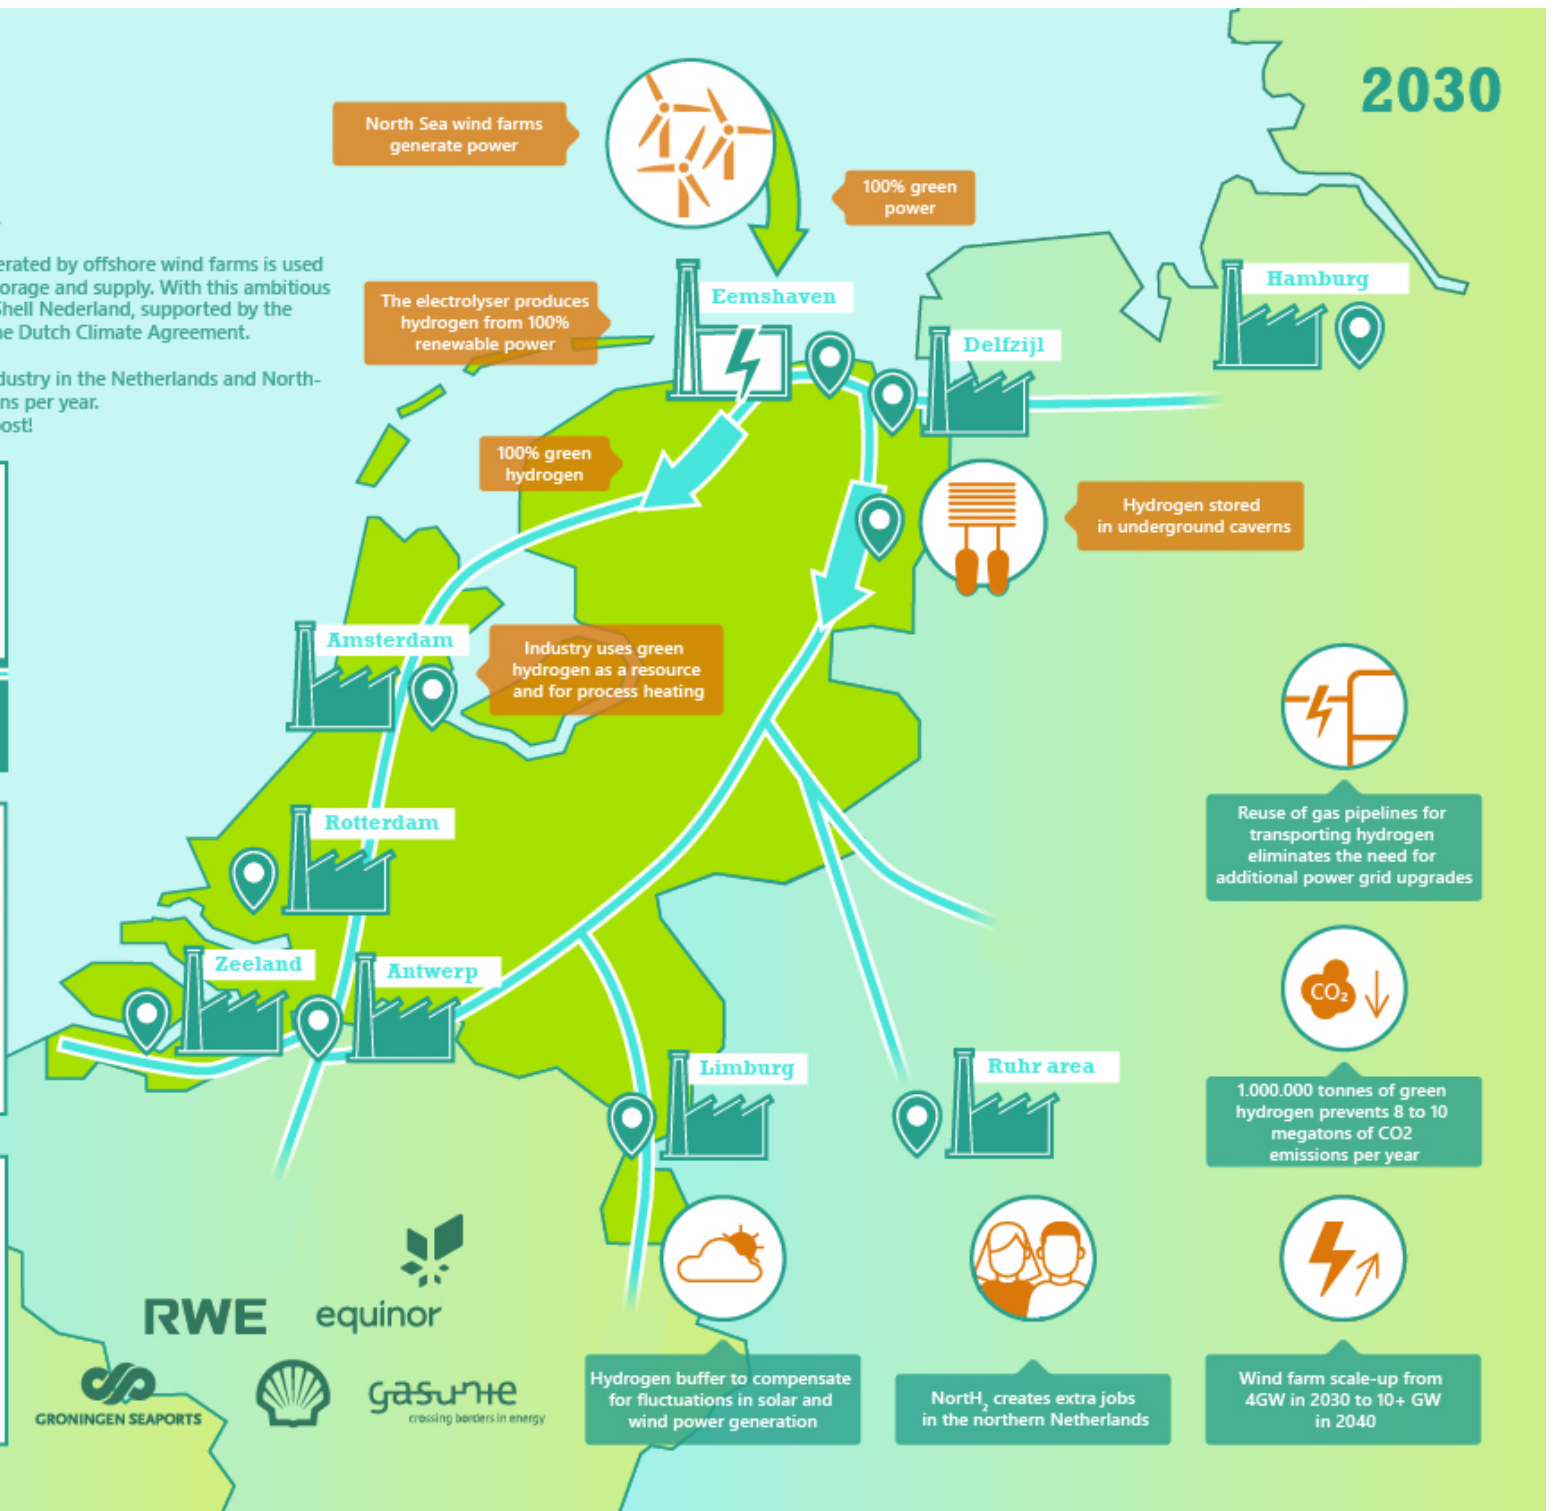 2030
North Sea wind farms
generate power
100% green
power
erated by offshore wind farms is used
orage and supply. With this ambitious
Shell Nederland, supported by the
ne Dutch Climate Agreement.
dustry in the Netherlands and North-
ns per year.
ost!
The electrolyser produces
hydrogen from 100%
renewable power
Eemshaven
Hamburg
Delfzijl
100% green
hydrogen
Hydrogen stored
in underground caverns
Amsterdam
Industry uses green
hydrogen as a resource
and for process heating
Rotterdam
Reuse of gas pipelines for
transporting hydrogen
eliminates the need for
additional power grid upgrades
Zeeland
Antwerp
CO₂
Limburg
Ruhr area
1.000.000 tonnes of green
hydrogen prevents 8 to 10
megatons of CO2
emissions per year
RWE
equinor
GRONINGEN SEAPORTS
gasunie
crossing borders in energy
Hydrogen buffer to compensate
for fluctuations in solar and
wind power generation
NortH₂ creates extra jobs
in the northern Netherlands
Wind farm scale-up from
4GW in 2030 to 10+ GW
in 2040